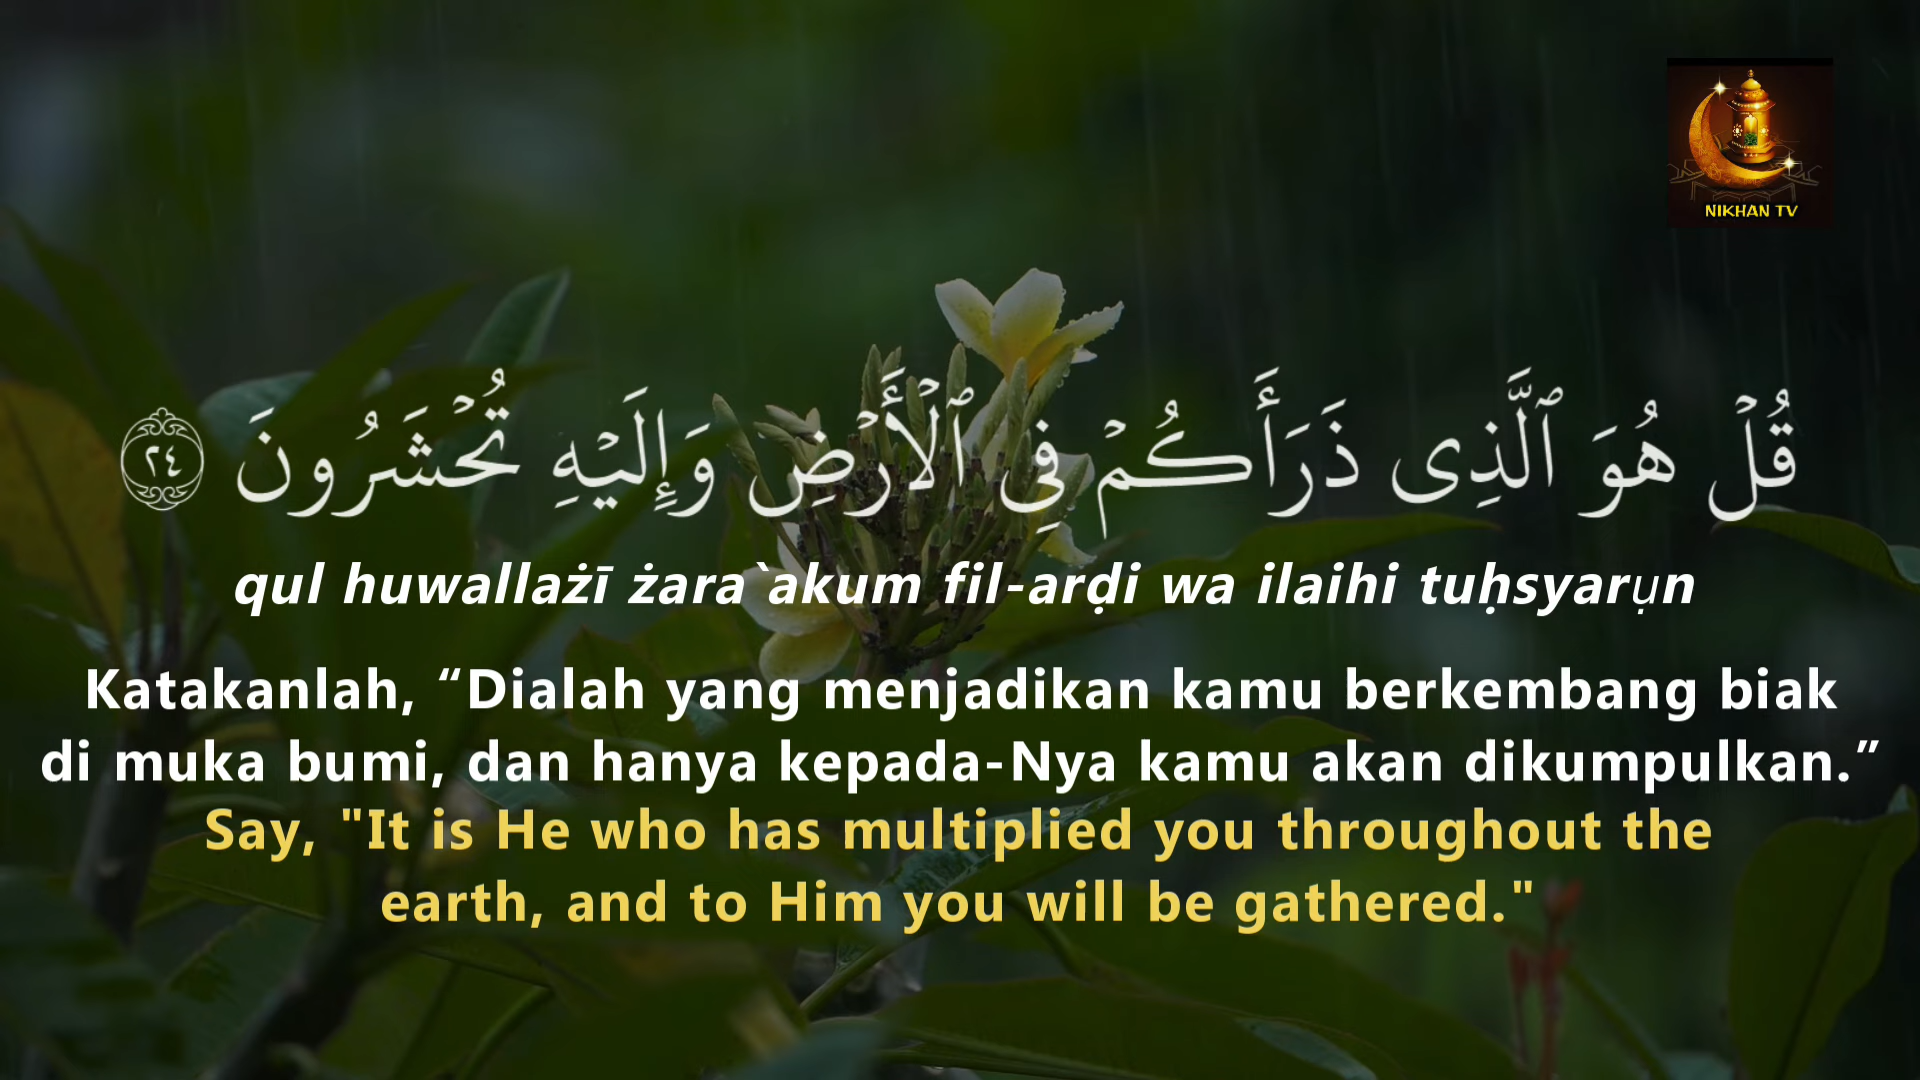 NIKHAN TV
قُلۡ هُوَ ٱلَّذِی ذَرَأَكُمۡ فِی ٱلۡأَرۡضِ وَإِلَیۡهِ تُحۡشَرُونَ ٢٤
qul huwallażī żara`akum fil-arḍi wa ilaihi tuḥsyarụn
Katakanlah, “Dialah yang menjadikan kamu berkembang biak
di muka bumi, dan hanya kepada-Nya kamu akan dikumpulkan.”
Say, "It is He who has multiplied you throughout the
earth, and to Him you will be gathered."